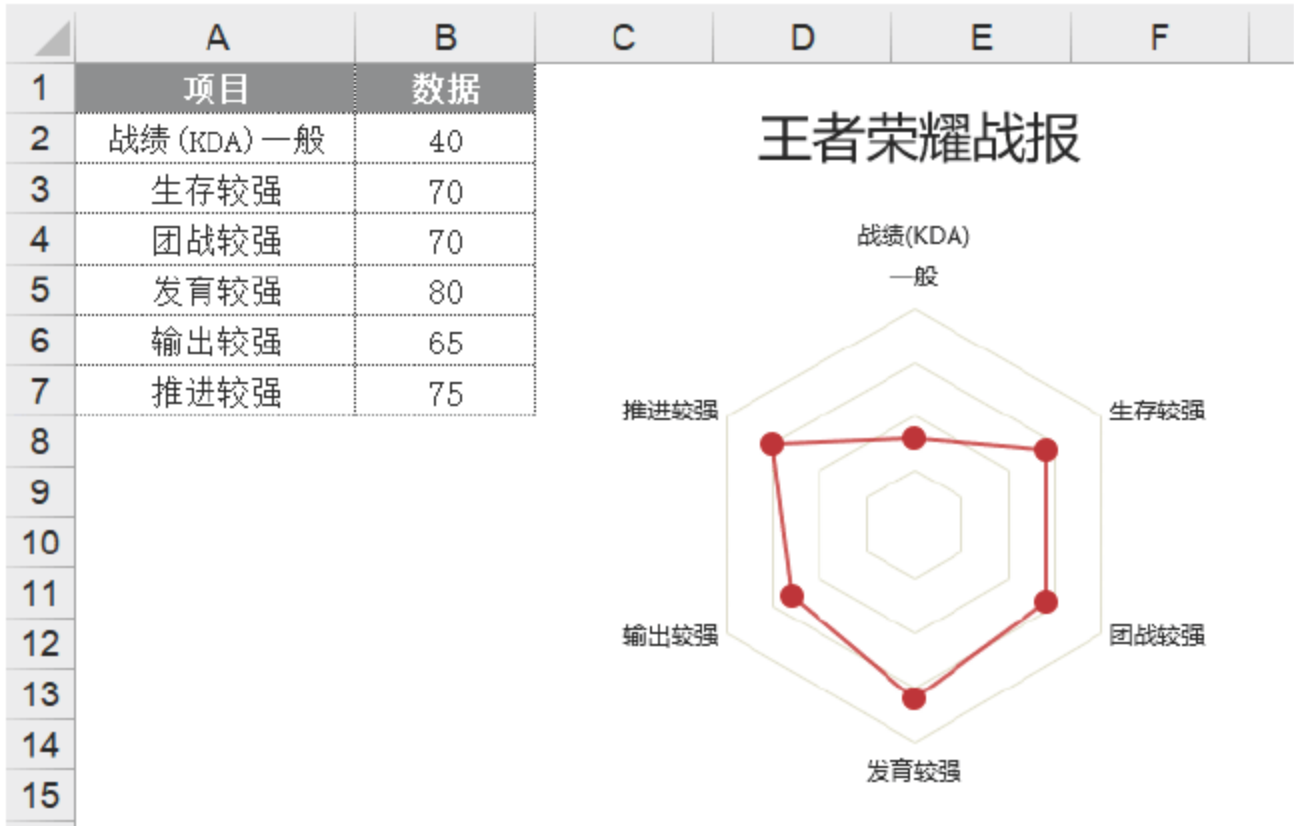 A B C D E F
1 项目 数据
2 战绩(KDA)一般 40
3 生存较强 70
4 团战较强 70
5 发育较强 80
6 输出较强 65
7 推进较强 75
8
9
10
11
12
13
14
15
王者荣耀战报
战绩(KDA)
一般
推进较强
生存较强
输出较强
团战较强
发育较强